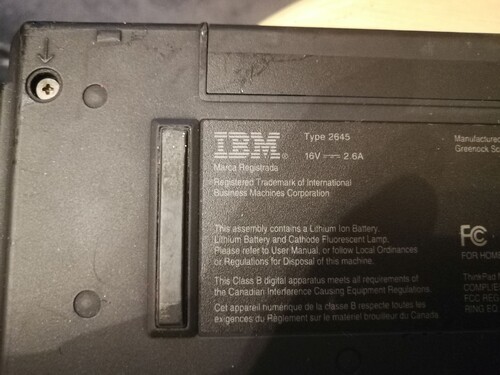 IBM®
Type 2645
16V ⎓ 2.6A
Manufactured
Greenock Sc
Marca Registrada
Registered Trademark of International
Business Machines Corporation
This assembly contains a Lithium Ion Battery,
Lithium Battery and Cathode Fluorescent Lamp.
Please refer to User Manual, or follow Local Ordinances
or Regulations for Disposal of this machine.
This Class B digital apparatus meets all requirements of
the Canadian Interference Causing Equipment Regulations.
Cet appareil numérique de la classe B respecte toutes les
exigences du Règlement sur le matériel brouilleur du Canada.
FC
FOR HOME
ThinkPad
COMPLIE
FCC REG
RING EQ